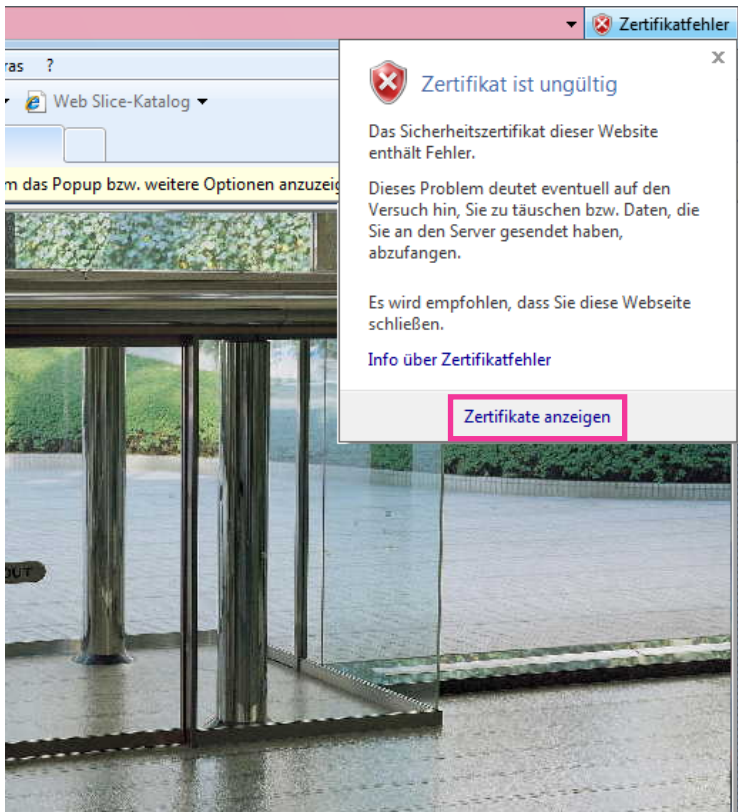 Zertifikatfehler
ras ?
Web Slice-Katalog
m das Popup bzw. weitere Optionen anzuzeig
x
Zertifikat ist ungültig
Das Sicherheitszertifikat dieser Website
enthält Fehler.
Dieses Problem deutet eventuell auf den
Versuch hin, Sie zu täuschen bzw. Daten, die
Sie an den Server gesendet haben,
abzufangen.
Es wird empfohlen, dass Sie diese Webseite
schließen.
Info über Zertifikatfehler
Zertifikate anzeigen
OUT